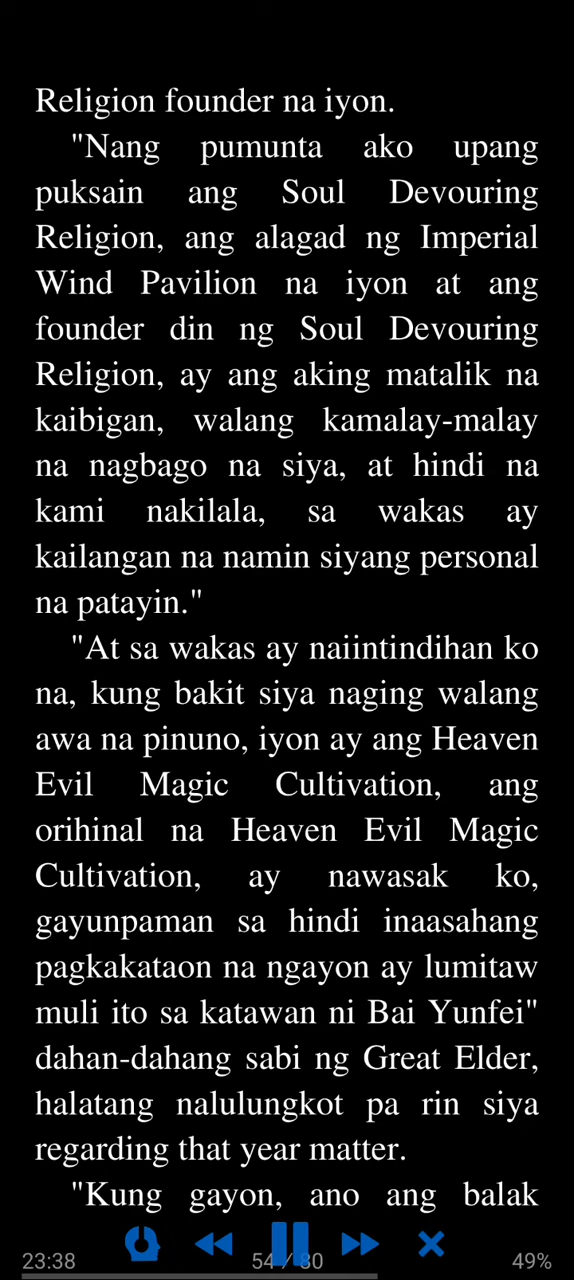 Religion founder na iyon.
"Nang pumunta ako upang
puksain ang Soul Devouring
Religion, ang alagad ng Imperial
Wind Pavilion na iyon at ang
founder din ng Soul Devouring
Religion, ay ang aking matalik na
kaibigan, walang kamalay-malay
na nagbago na siya, at hindi na
kami nakilala, sa wakas ay
kailangan na namin siyang personal
na patayin."
"At sa wakas ay naiintindihan ko
na, kung bakit siya naging walang
awa na pinuno, iyon ay ang Heaven
Evil Magic Cultivation, ang
orihinal na Heaven Evil Magic
Cultivation, ay nawasak ko,
gayunpaman sa hindi inaasahang
pagkakataon na ngayon ay lumitaw
muli ito sa katawan ni Bai Yunfei"
dahan-dahang sabi ng Great Elder,
halatang nalulungkot pa rin siya
regarding that year matter.
"Kung gayon, ano ang balak
23:38 54 / 80 49%